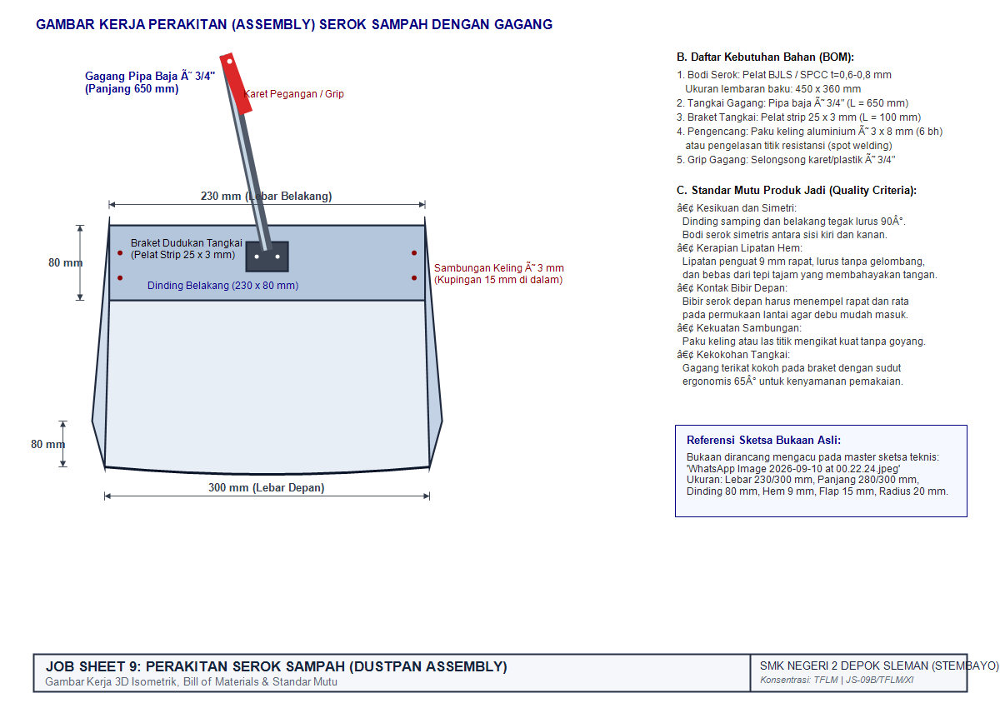 GAMBAR KERJA PERAKITAN (ASSEMBLY) SEROK SAMPAH DENGAN GAGANG
Gagang Pipa Baja Ã˜ 3/4"
(Panjang 650 mm)
Karet Pegangan / Grip
230 mm (Lebar Belakang)
80 mm
Braket Dudukan Tangkai
(Pelat Strip 25 x 3 mm)
Dinding Belakang (230 x 80 mm)
Sambungan Keling Ã˜ 3 mm
(Kupingan 15 mm di dalam)
80 mm
300 mm (Lebar Depan)
B. Daftar Kebutuhan Bahan (BOM):
1. Bodi Serok: Pelat BJLS / SPCC t=0,6-0,8 mm
Ukuran lembaran baku: 450 x 360 mm
2. Tangkai Gagang: Pipa baja Ã˜ 3/4" (L = 650 mm)
3. Braket Tangkai: Pelat strip 25 x 3 mm (L = 100 mm)
4. Pengencang: Paku keling aluminium Ã˜ 3 x 8 mm (6 bh)
atau pengelasan titik resistansi (spot welding)
5. Grip Gagang: Selongsong karet/plastik Ã˜ 3/4"
C. Standar Mutu Produk Jadi (Quality Criteria):
â€¢ Kesikuan dan Simetri:
Dinding samping dan belakang tegak lurus 90Â°.
Bodi serok simetris antara sisi kiri dan kanan.
â€¢ Kerapian Lipatan Hem:
Lipatan penguat 9 mm rapat, lurus tanpa gelombang,
dan bebas dari tepi tajam yang membahayakan tangan.
â€¢ Kontak Bibir Depan:
Bibir serok depan harus menempel rapat dan rata
pada permukaan lantai agar debu mudah masuk.
â€¢ Kekuatan Sambungan:
Paku keling atau las titik mengikat kuat tanpa goyang.
â€¢ Kekokohan Tangkai:
Gagang terikat kokoh pada braket dengan sudut
ergonomis 65Â° untuk kenyamanan pemakaian.
Referensi Sketsa Bukaan Asli:
Bukaan dirancang mengacu pada master sketsa teknis:
'WhatsApp Image 2026-09-10 at 00.22.24.jpeg'
Ukuran: Lebar 230/300 mm, Panjang 280/300 mm,
Dinding 80 mm, Hem 9 mm, Flap 15 mm, Radius 20 mm.
JOB SHEET 9: PERAKITAN SEROK SAMPAH (DUSTPAN ASSEMBLY)
Gambar Kerja 3D Isometrik, Bill of Materials & Standar Mutu
SMK NEGERI 2 DEPOK SLEMAN (STEMBAYO)
Konsentrasi: TFLM | JS-09B/TFLM/XI